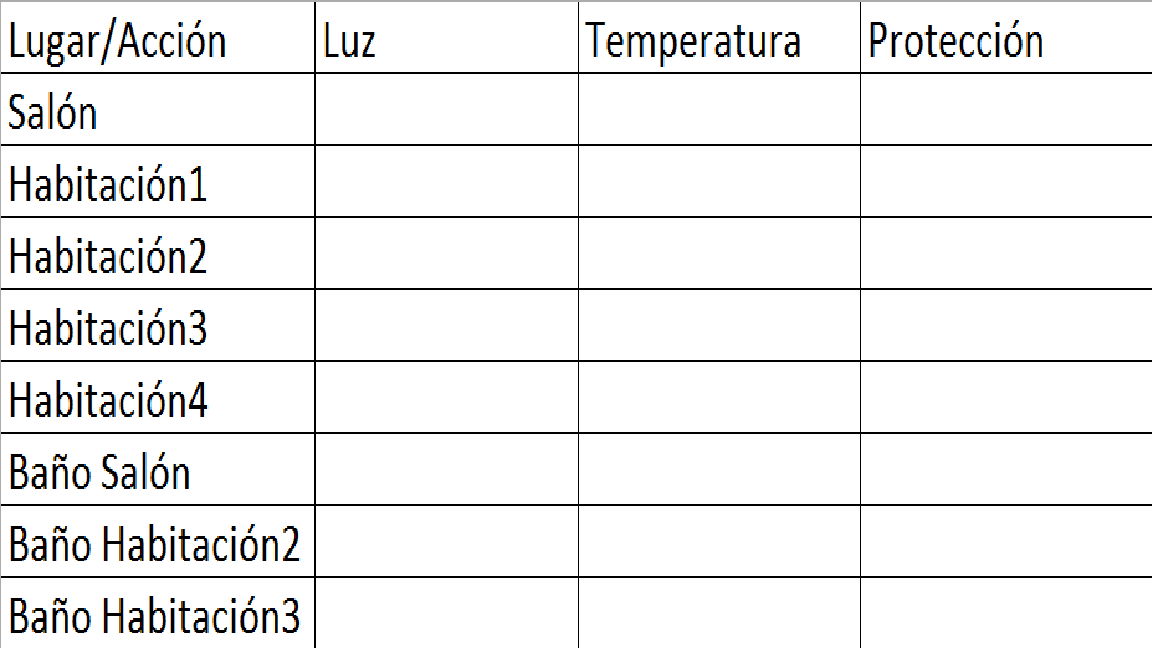 Lugar/Acción Luz Temperatura Protección
Salón
Habitación1
Habitación2
Habitación3
Habitación4
Baño Salón
Baño Habitación2
Baño Habitación3